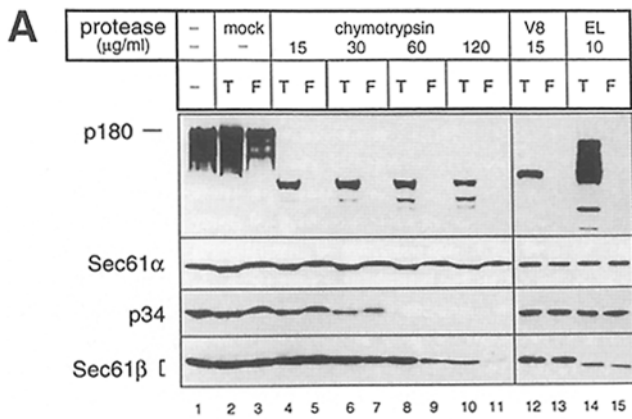 A
protease - mock chymotrypsin V8 EL
(μg/ml) - - 15 30 60 120 15 10
- T F T F T F T F T F T F T F
p180 —
Sec61α
p34
Sec61β [
1 2 3 4 5 6 7 8 9 10 11 12 13 14 15